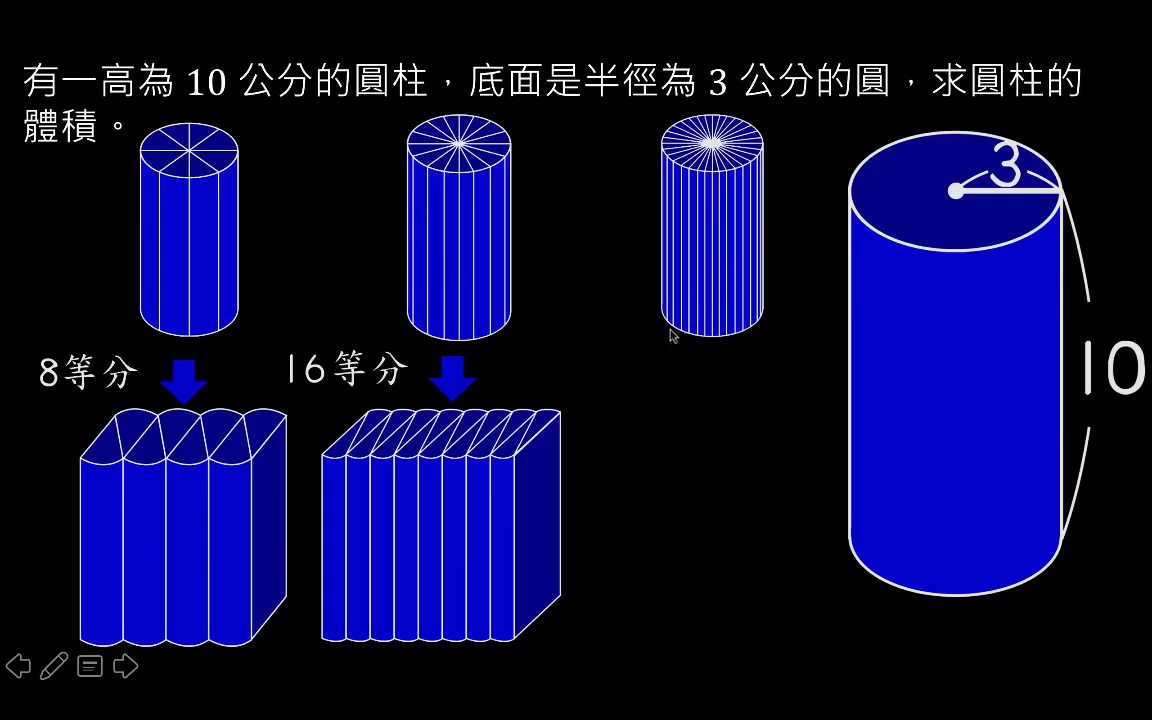 有一高為 10 公分的圓柱，底面是半徑為 3 公分的圓，求圓柱的
體積。
3
8等分
16等分
10